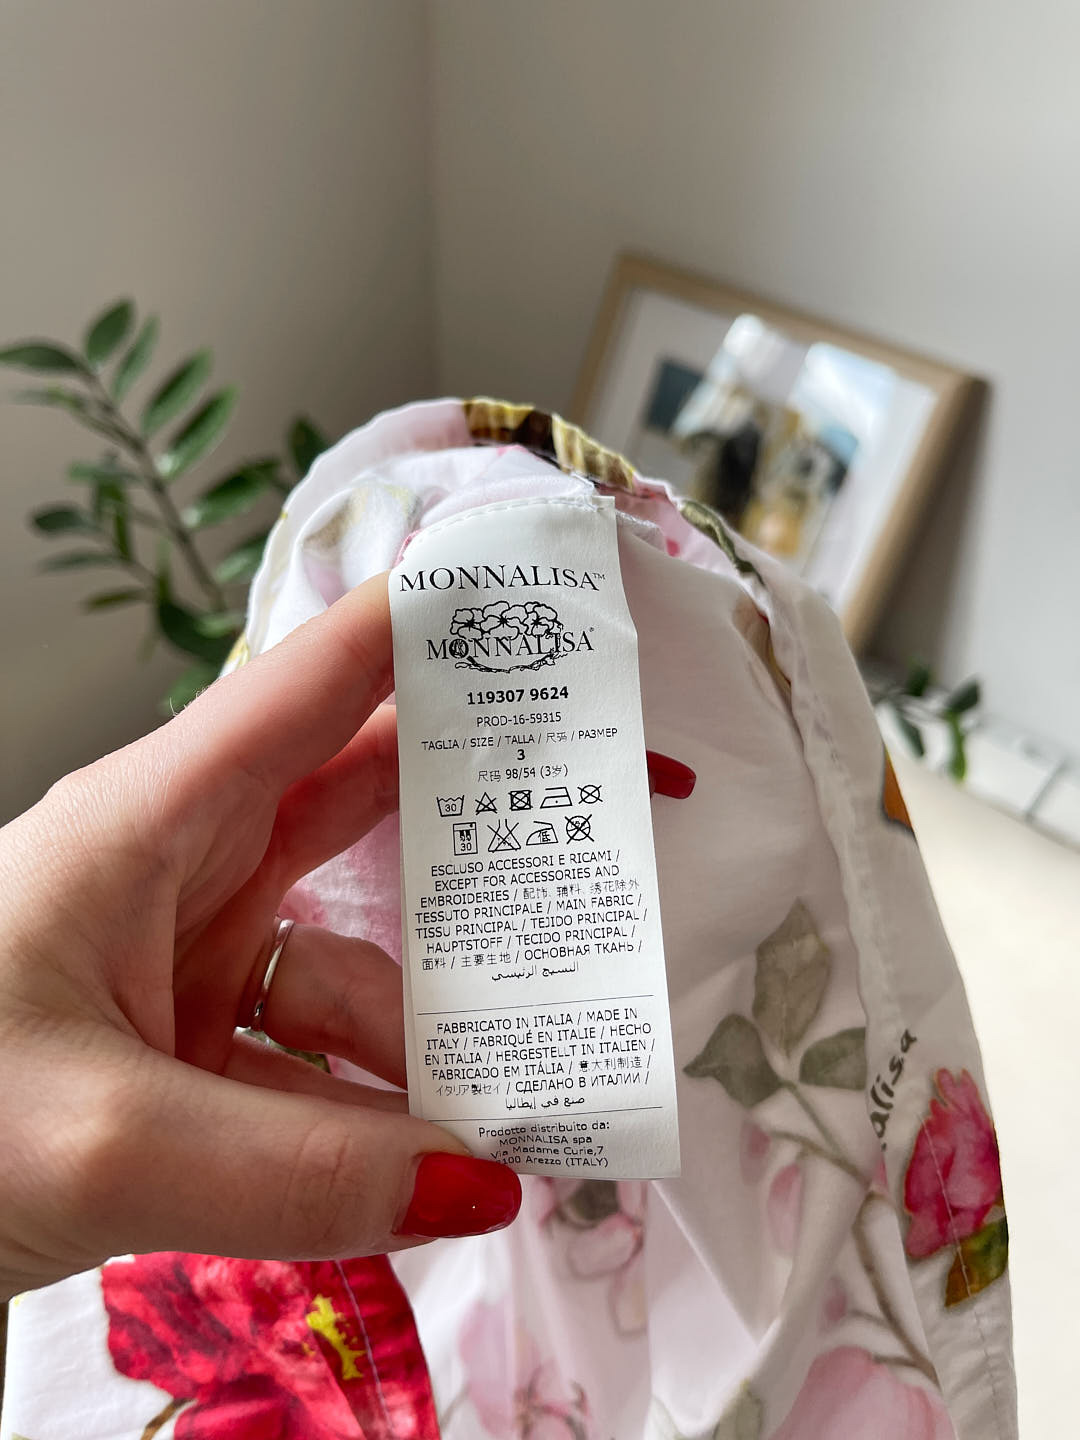 MONNALISA™
MONNALISA®
119307 9624
PROD-16-59315
TAGLIA / SIZE / TALLA / 尺码 / РАЗМЕР
3
尺码 98/54 (3岁)
30
30
低
ESCLUSO ACCESSORI E RICAMI /
EXCEPT FOR ACCESSORIES AND
EMBROIDERIES / 配饰、辅料、绣花除外
TESSUTO PRINCIPALE / MAIN FABRIC /
TISSU PRINCIPAL / TEJIDO PRINCIPAL /
HAUPTSTOFF / TECIDO PRINCIPAL /
面料 / 主要生地 / ОСНОВНАЯ ТКАНЬ /
النسيج الرئيسي
FABBRICATO IN ITALIA / MADE IN
ITALY / FABRIQUÉ EN ITALIE / HECHO
EN ITALIA / HERGESTELLT IN ITALIEN /
FABRICADO EM ITÁLIA / 意大利制造 /
イタリア製セイ / СДЕЛАНО В ИТАЛИИ /
صنع في إيطاليا
Prodotto distribuito da:
MONNALISA spa
Via Madame Curie,7
100 Arezzo (ITALY)
alisa